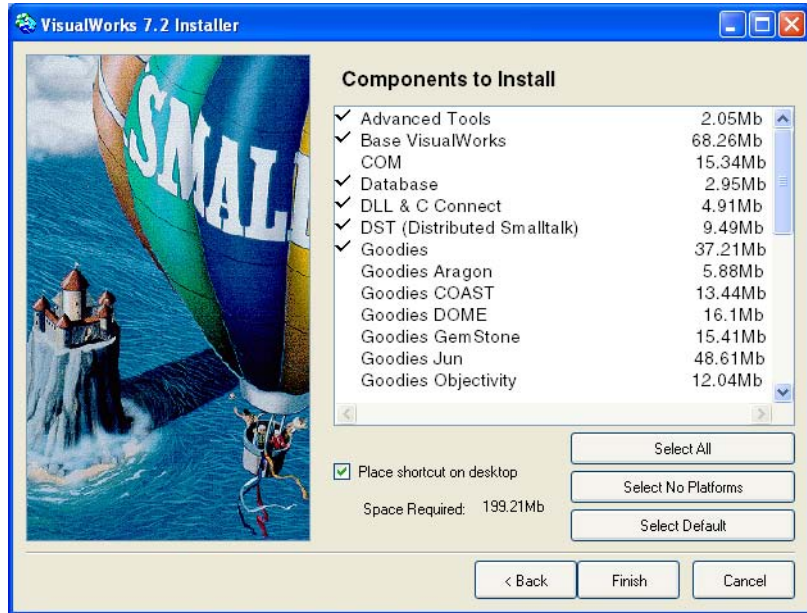 VisualWorks 7.2 Installer
SMALL
Components to Install
Advanced Tools 2.05Mb
Base VisualWorks 68.26Mb
COM 15.34Mb
Database 2.95Mb
DLL & C Connect 4.91Mb
DST (Distributed Smalltalk) 9.49Mb
Goodies 37.21Mb
Goodies Aragon 5.88Mb
Goodies COAST 13.44Mb
Goodies DOME 16.1Mb
Goodies GemStone 15.41Mb
Goodies Jun 48.61Mb
Goodies Objectivity 12.04Mb
Select All
Place shortcut on desktop
Select No Platforms
Space Required: 199.21Mb
Select Default
< Back Finish Cancel